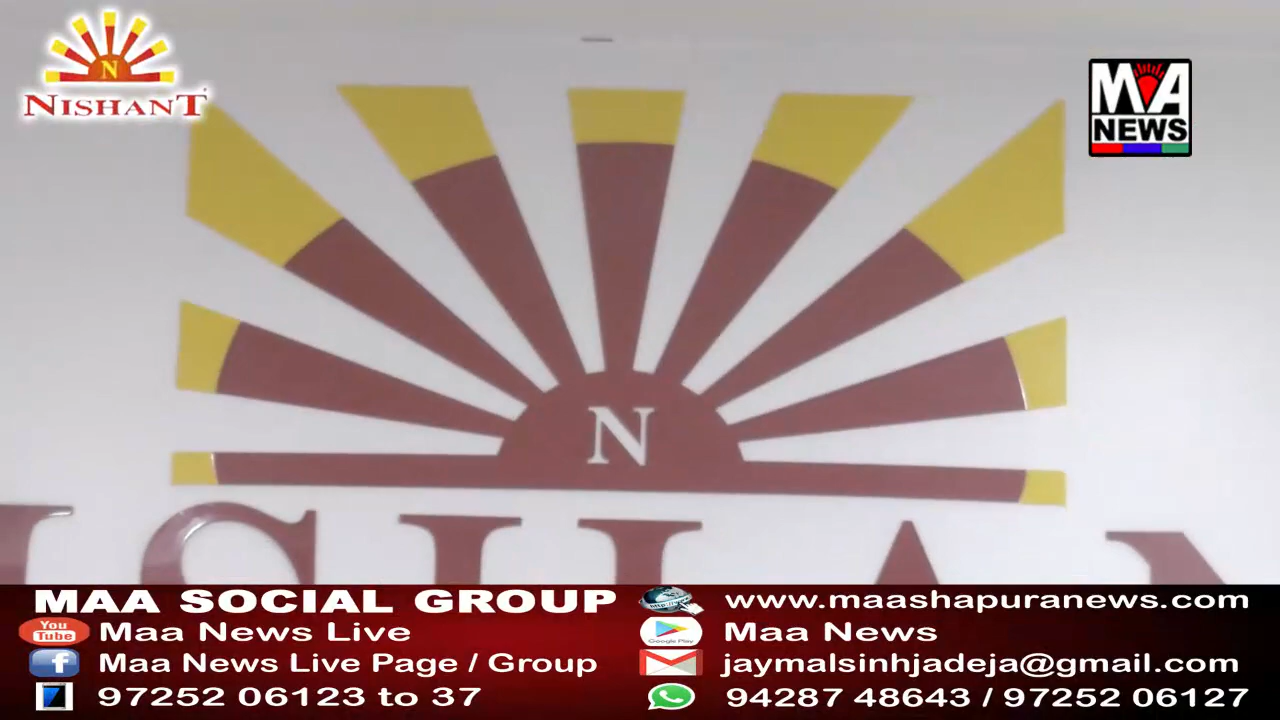 N
NISHANT
MAA
NEWS
N
MAA SOCIAL GROUP
www.maashapuranews.com
You Tube
Maa News Live
Google Play
Maa News
f
Maa News Live Page / Group
jaymalsinhjadeja@gmail.com
97252 06123 to 37
94287 48643 / 97252 06127